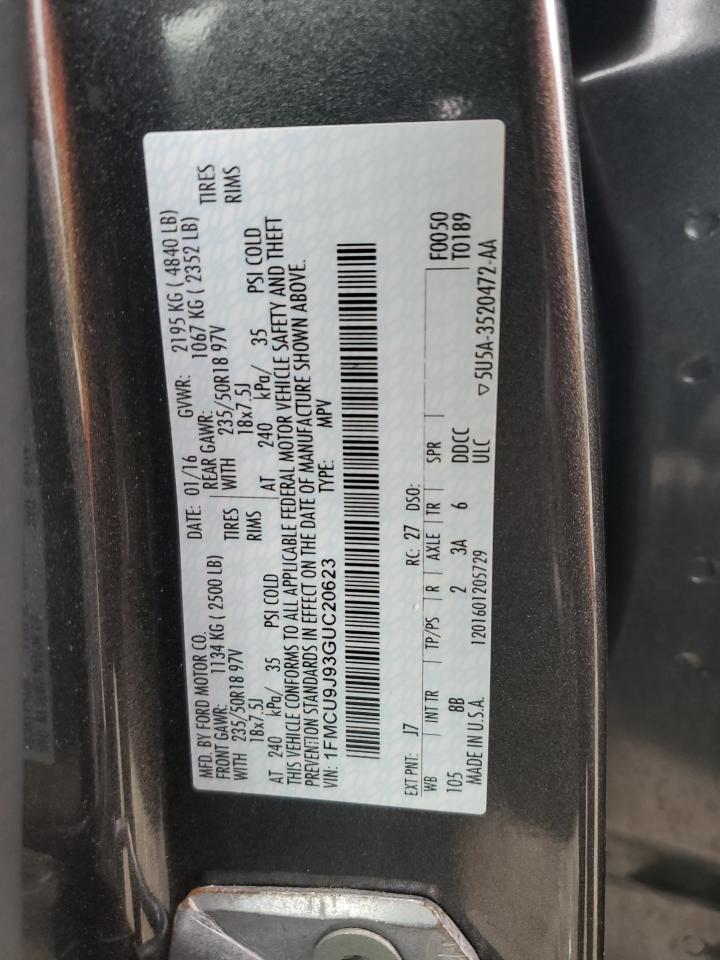 MFD. BY FORD MOTOR CO.
DATE: 01/16 GVWR: 2195 KG ( 4840 LB)
FRONT GAWR: 1134 KG ( 2500 LB)
REAR GAWR: 1067 KG ( 2352 LB)
WITH 235/50R18 97V TIRES
WITH 235/50R18 97V TIRES
18x7.5J RIMS
18x7.5J RIMS
AT 240 kPa/ 35 PSI COLD
AT 240 kPa/ 35 PSI COLD
THIS VEHICLE CONFORMS TO ALL APPLICABLE FEDERAL MOTOR VEHICLE SAFETY AND THEFT
PREVENTION STANDARDS IN EFFECT ON THE DATE OF MANUFACTURE SHOWN ABOVE.
VIN: 1FMCU9J93GUC20623 TYPE: MPV
EXT PNT: J7 RC: 27 DSO: F0050
WB INT TR TP/PS R AXLE TR SPR T0189
105 8B 2 3A 6 DDCC
MADE IN U.S.A. 1201601205729 ULC ▽5U5A-3520472-AA